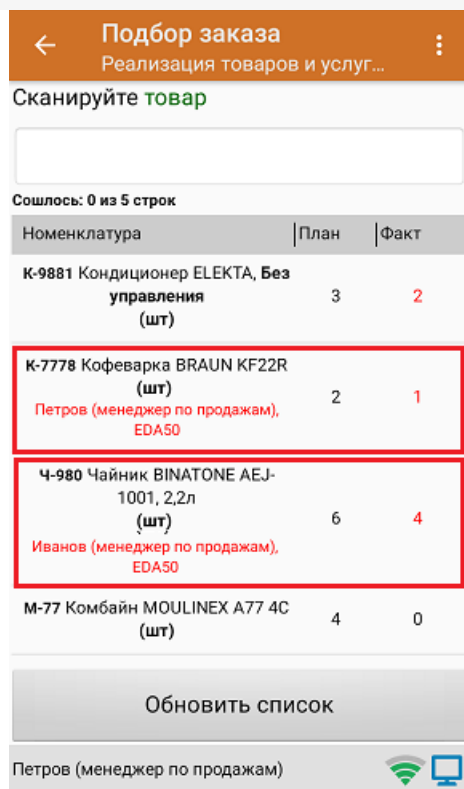 Подбор заказа
Реализация товаров и услуг...
Сканируйте товар
Сошлось: 0 из 5 строк
Номенклатура План Факт
К-9881 Кондиционер ELEKTA, Без
управления
(шт)
3 2
К-7778 Кофеварка BRAUN KF22R
(шт)
Петров (менеджер по продажам),
EDA50
2 1
Ч-980 Чайник BINATONE AEJ-
1001, 2,2л
(шт)
Иванов (менеджер по продажам),
EDA50
6 4
М-77 Комбайн MOULINEX A77 4C
(шт)
4 0
Обновить список
Петров (менеджер по продажам)